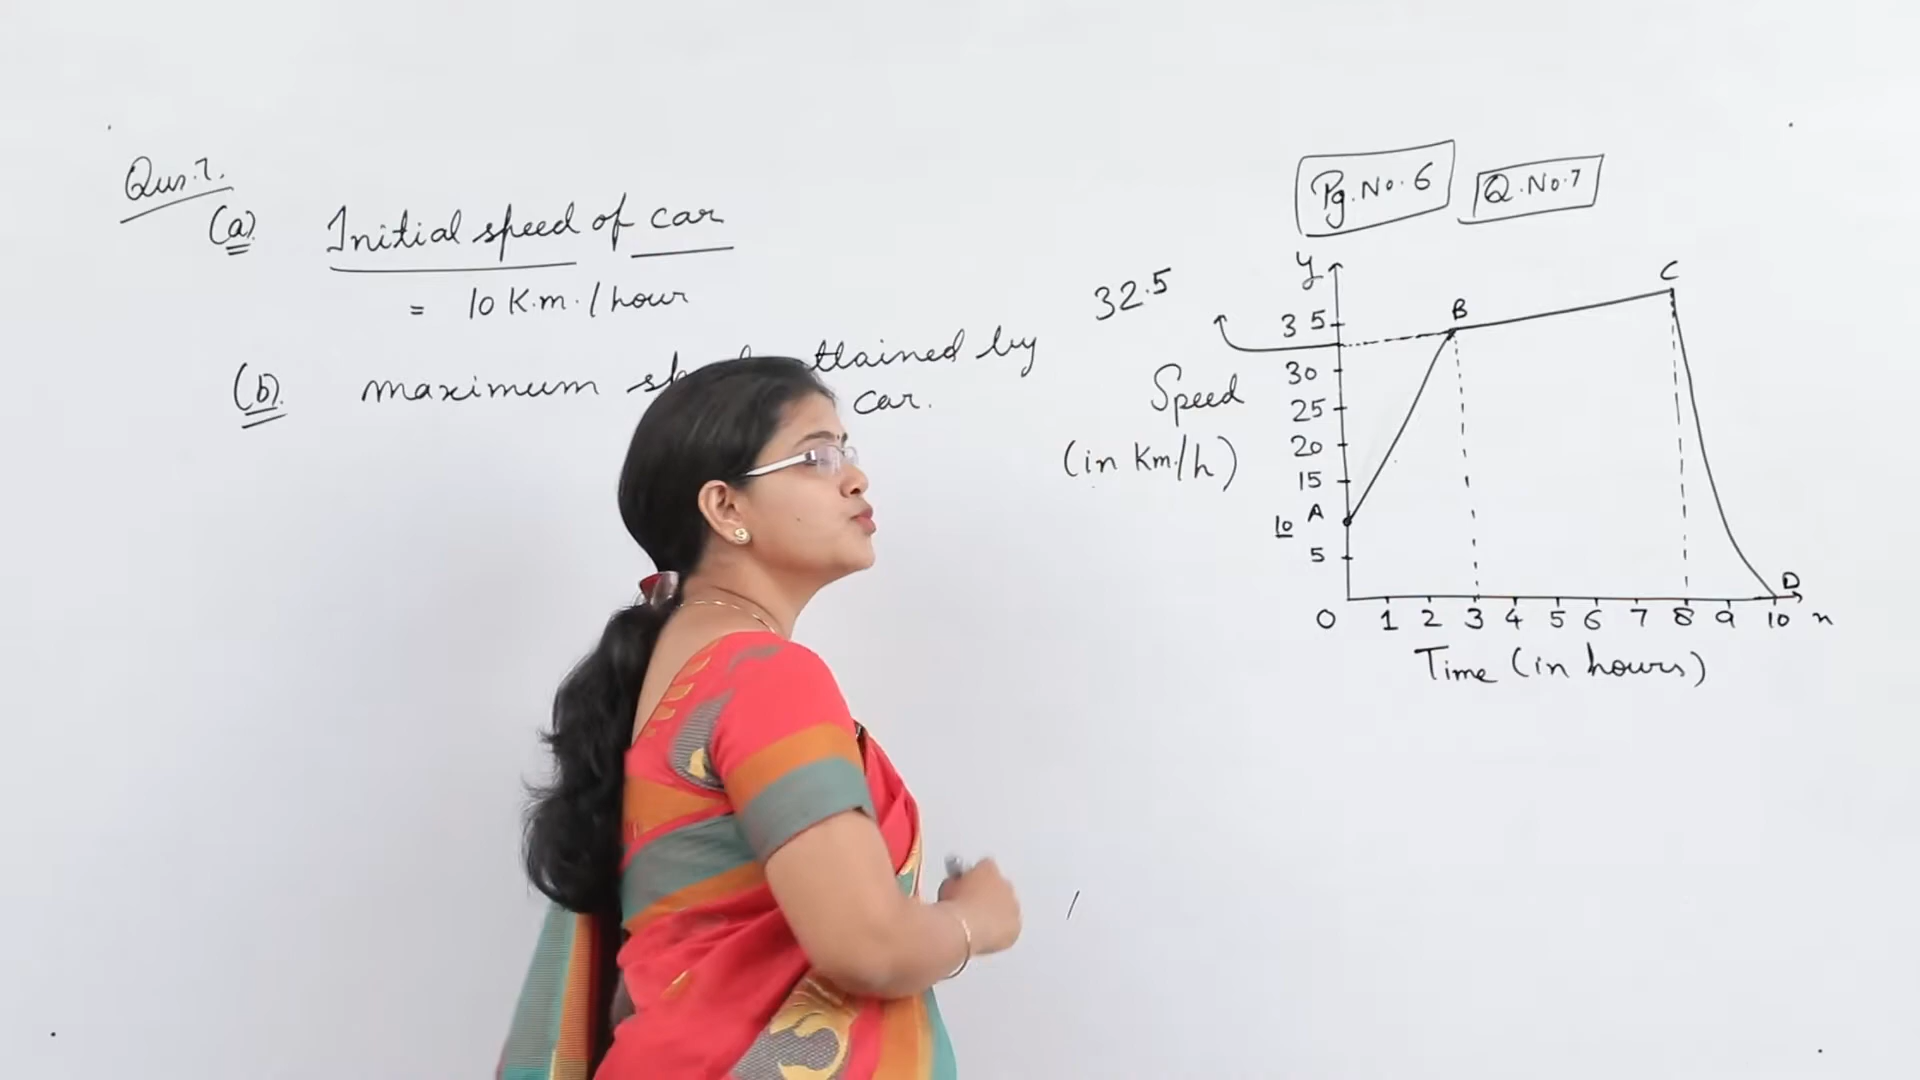 Qus.7.
(a) Initial speed of car
= 10 K.m./hour
(b) maximum attained by
car.
Pg.No.6 Q.No.7
32.5
Speed
(in Km/h)
y
35
30
25
20
15
10
5
A
B
C
D
0 1 2 3 4 5 6 7 8 9 10 x
Time (in hours)